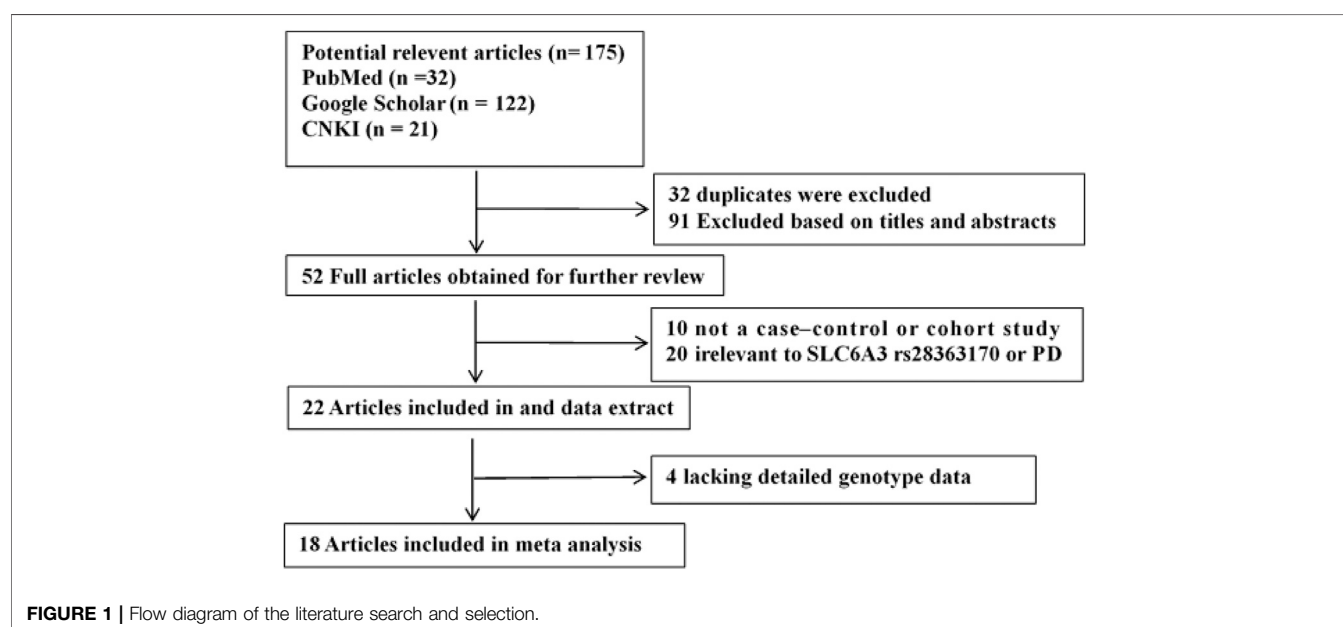 Potential relevent articles (n= 175)
PubMed (n =32)
Google Scholar (n = 122)
CNKI (n = 21)
32 duplicates were excluded
91 Excluded based on titles and abstracts
52 Full articles obtained for further revlew
10 not a case–control or cohort study
20 irelevant to SLC6A3 rs28363170 or PD
22 Articles included in and data extract
4 lacking detailed genotype data
18 Articles included in meta analysis
FIGURE 1 | Flow diagram of the literature search and selection.